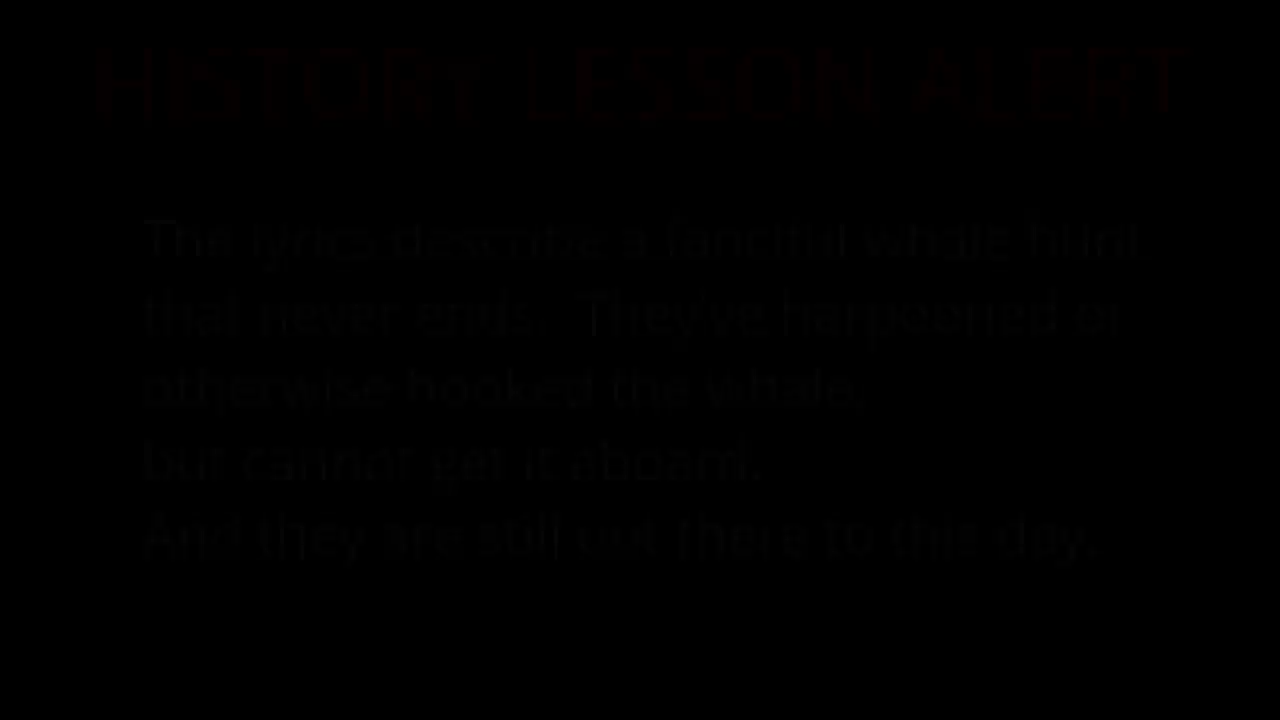 HISTORY LESSON ALERT
The lyrics describe a fanciful whale hunt
that never ends. They've harpooned or
otherwise hooked the whale,
but cannot get it aboard.
And they are still out there to this day.